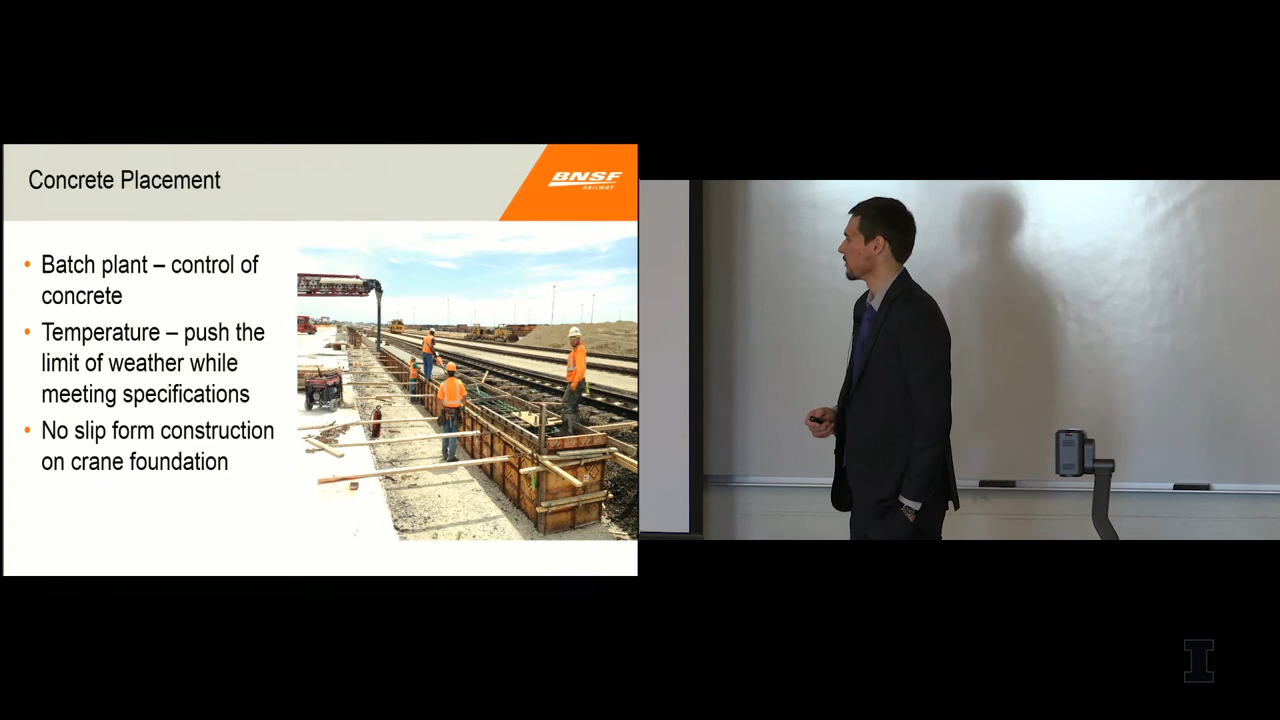 Concrete Placement
BNSF
RAILWAY
• Batch plant – control of
concrete
• Temperature – push the
limit of weather while
meeting specifications
• No slip form construction
on crane foundation
I